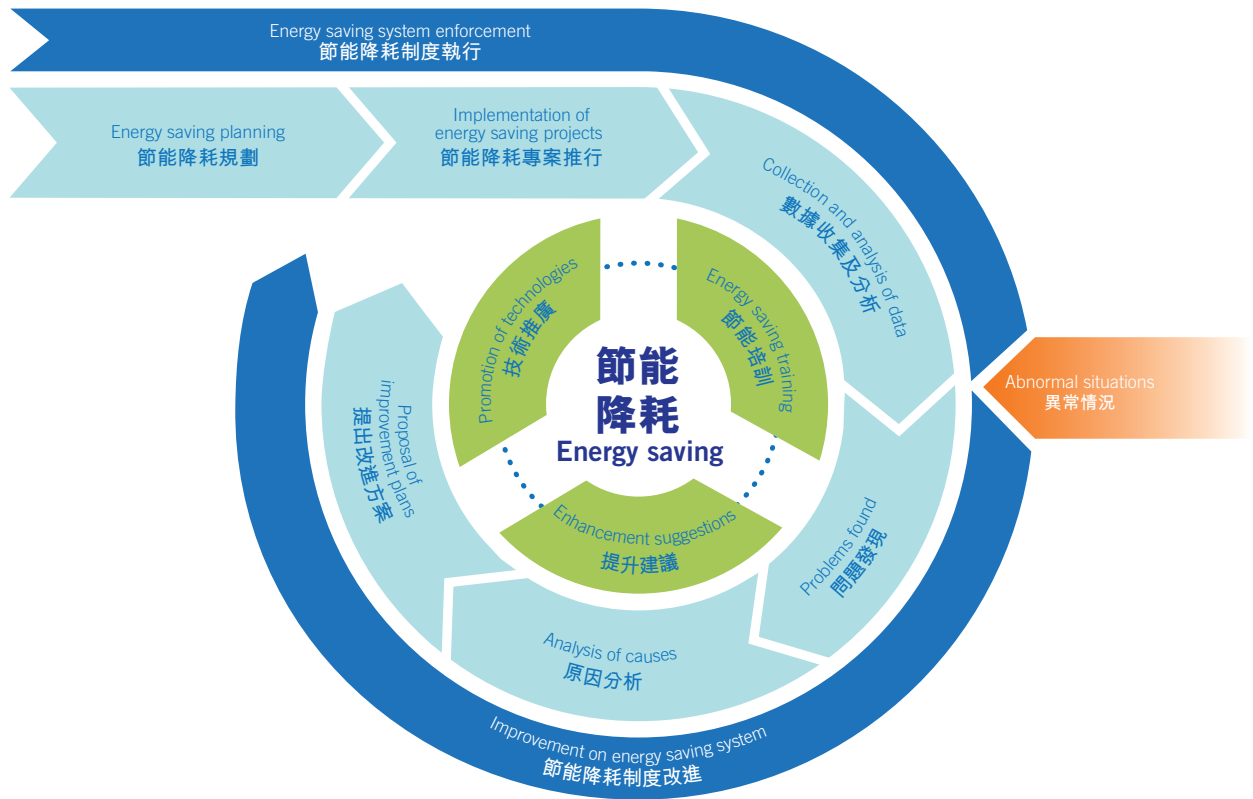 Energy saving system enforcement
節能降耗制度執行
Energy saving planning
節能降耗規劃
Implementation of
energy saving projects
節能降耗專案推行
Collection and analysis of data
數據收集及分析
Abnormal situations
異常情況
Problems found
問題發現
Analysis of causes
原因分析
Proposal of
improvement plans
提出改進方案
Improvement on energy saving system
節能降耗制度改進
Promotion of technologies
技術推廣
Energy saving training
節能培訓
Enhancement suggestions
提升建議
節能
降耗
Energy saving